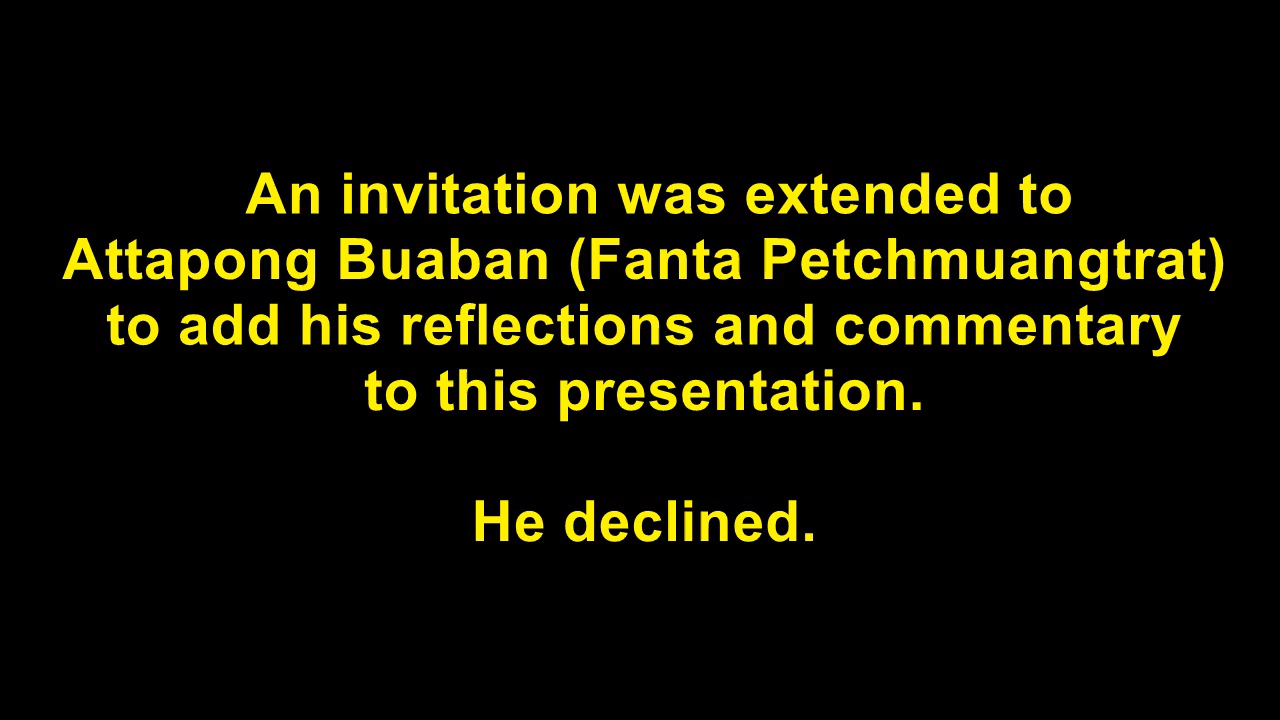 An invitation was extended to
Attapong Buaban (Fanta Petchmuangtrat)
to add his reflections and commentary
to this presentation.
He declined.